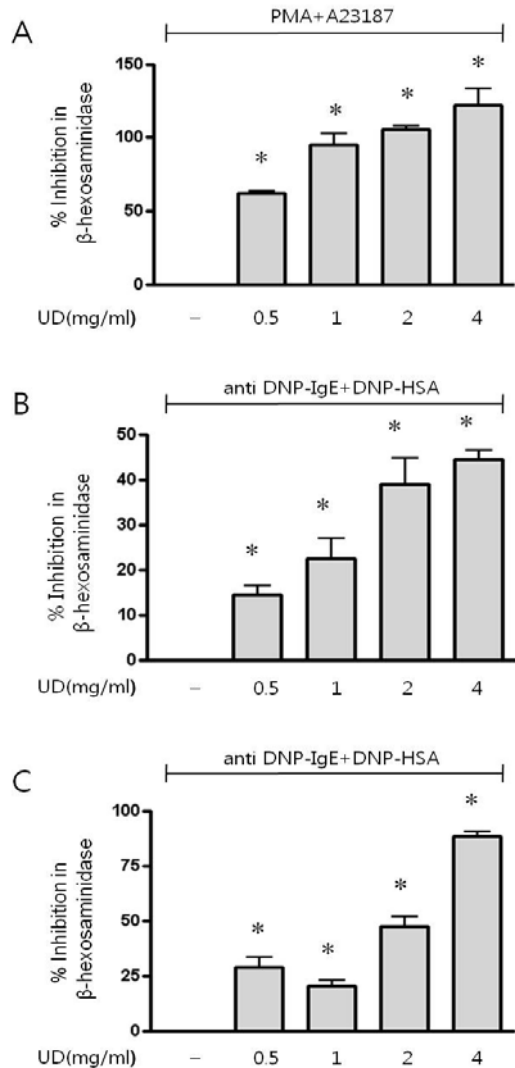 A
PMA+A23187
% Inhibition in
β-hexosaminidase
150
100
50
0
* * * *
UD(mg/ml) – 0.5 1 2 4
B
anti DNP-IgE+DNP-HSA
% Inhibition in
β-hexosaminidase
50
40
30
20
10
0
* * * *
UD(mg/ml) – 0.5 1 2 4
C
anti DNP-IgE+DNP-HSA
% Inhibition in
β-hexosaminidase
100
75
50
25
0
* * * *
UD(mg/ml) – 0.5 1 2 4